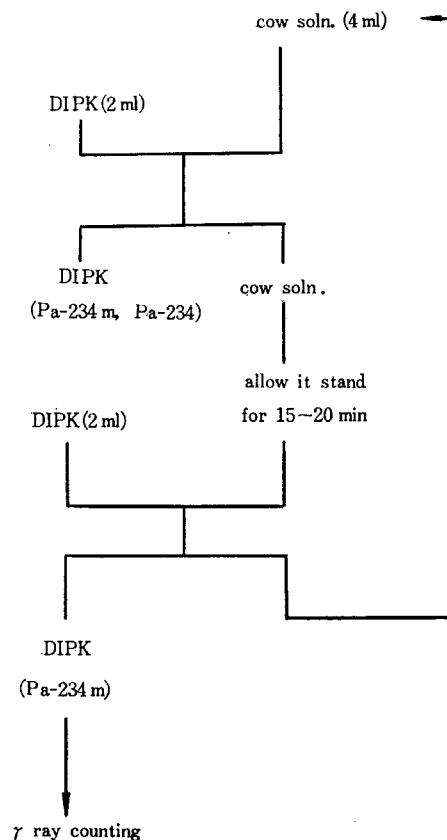 cow soln. (4 ml)
DIPK (2 ml)
DIPK
(Pa-234 m, Pa-234)
cow soln.
allow it stand
for 15~20 min
DIPK (2 ml)
DIPK
(Pa-234 m)
γ ray counting